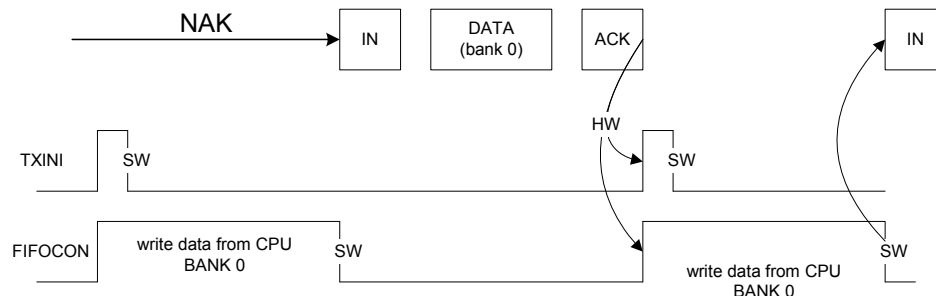 NAK
IN
DATA
(bank 0)
ACK
IN
HW
TXINI
SW
SW
FIFOCON
write data from CPU
BANK 0
SW
write data from CPU
BANK 0
SW